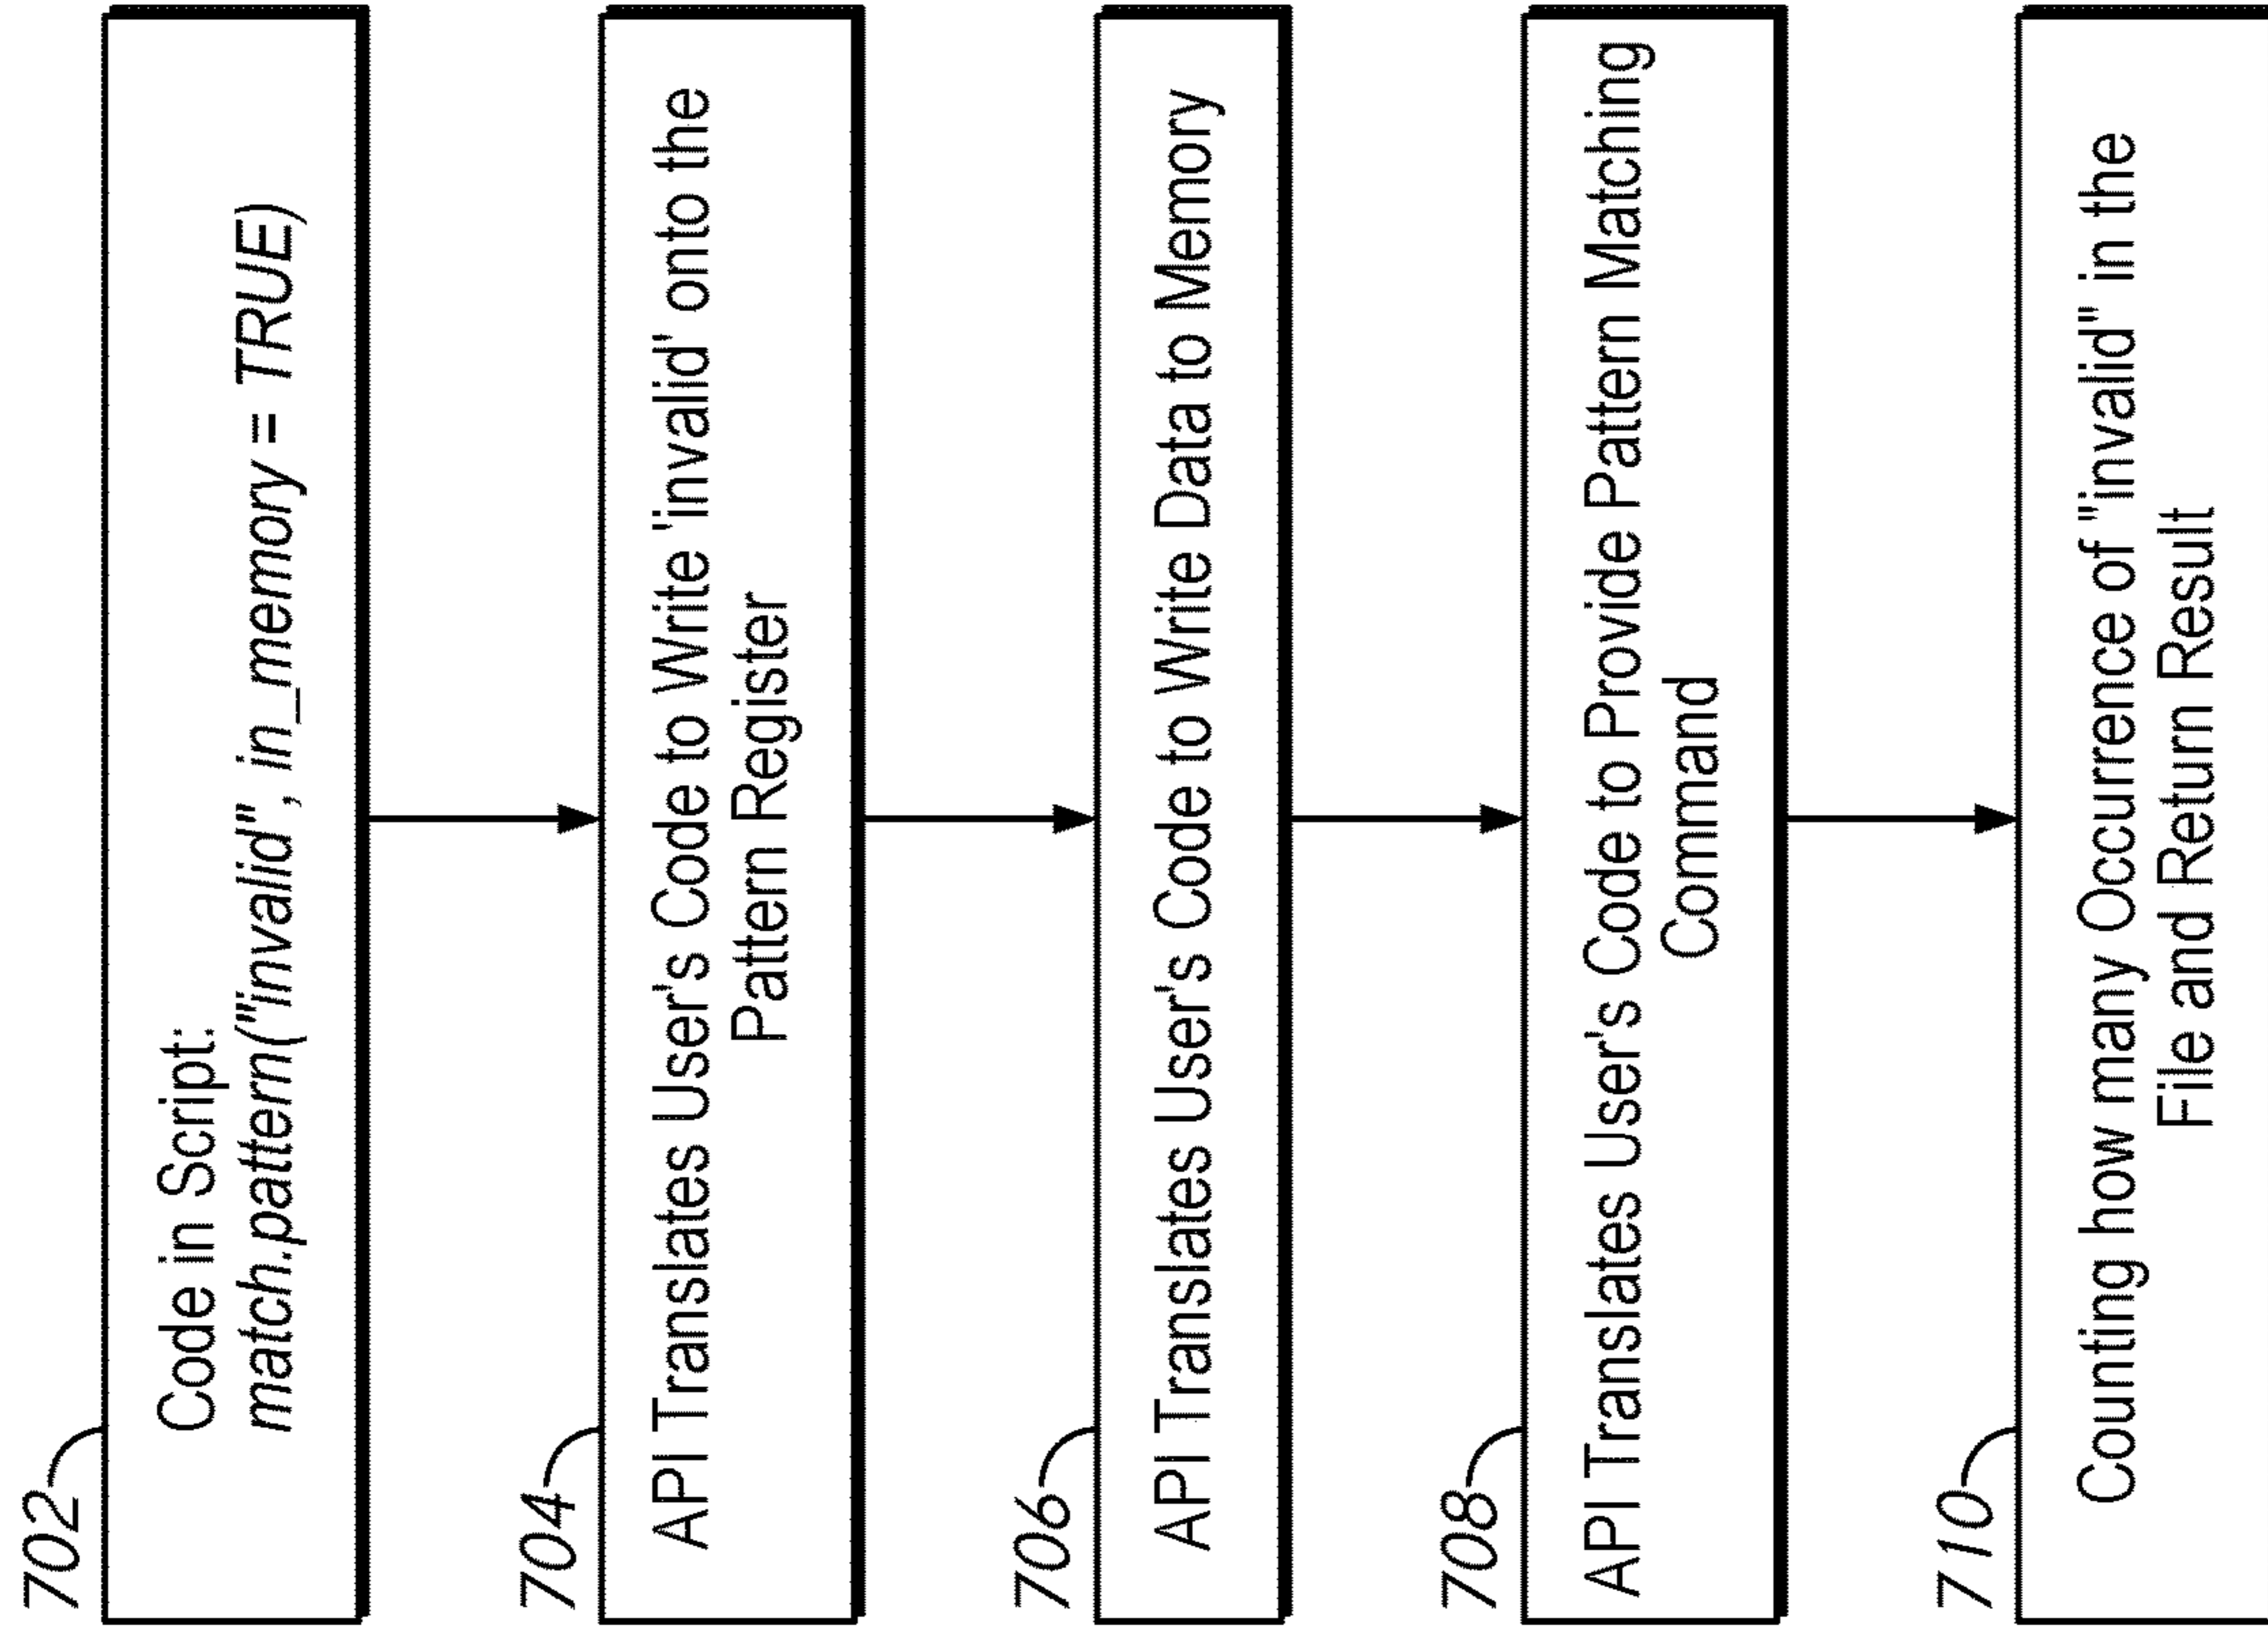 702
Code in Script:
match.pattern("invalid", in_memory = TRUE)
704
API Translates User's Code to Write 'invalid' onto the
Pattern Register
706
API Translates User's Code to Write Data to Memory
708
API Translates User's Code to Provide Pattern Matching
Command
710
Counting how many Occurrence of "invalid" in the
File and Return Result